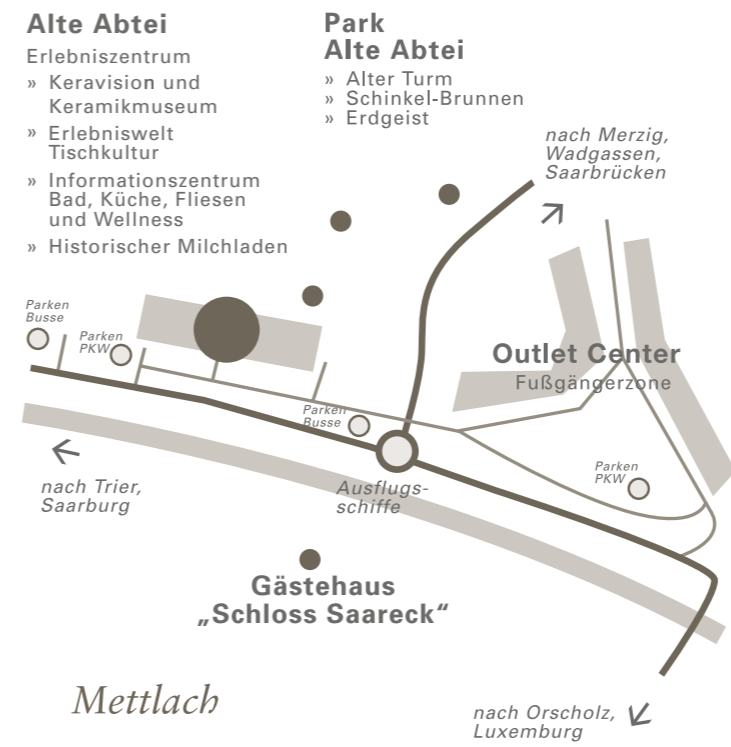 Alte Abtei
Erlebniszentrum
» Keravision und
Keramikmuseum
» Erlebniswelt
Tischkultur
» Informationszentrum
Bad, Küche, Fliesen
und Wellness
» Historischer Milchladen
Park
Alte Abtei
» Alter Turm
» Schinkel-Brunnen
» Erdgeist
nach Merzig,
Wadgassen,
Saarbrücken
Parken
Busse
Parken
PKW
Outlet Center
Fußgängerzone
Parken
Busse
Parken
PKW
nach Trier,
Saarburg
Ausflugs-
schiffe
Gästehaus
„Schloss Saareck“
Mettlach
nach Orscholz,
Luxemburg